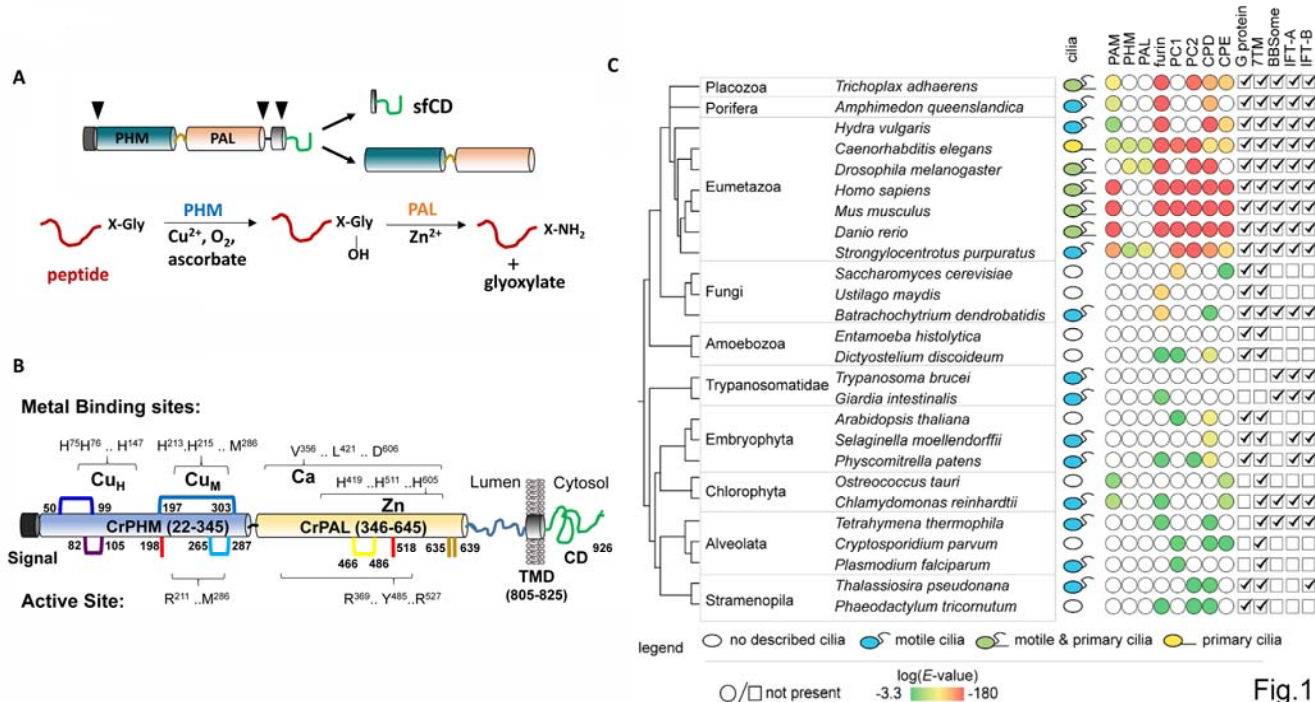 A
PHM
PAL
sfCD
X-Gly
peptide
PHM
Cu²⁺, O₂,
ascorbate
X-Gly
OH
PAL
Zn²⁺
X-NH₂
+
glyoxylate
B
Metal Binding sites:
H⁷⁵H⁷⁶ .. H¹⁴⁷
H²¹³.H²¹⁵ .. M²⁸⁶
V³⁵⁶ .. L⁴²¹ .. D⁶⁰⁶
Cu_H
Cu_M
Ca
H⁴¹⁹ ..H⁵¹¹ ..H⁶⁰⁵
Zn
Lumen
Cytosol
50
99
197
303
CrPHM (22-345)
CrPAL (346-645)
Signal
82
105
198
265
287
466
486
518
635
639
TMD
(805-825)
CD
926
Active Site:
R²¹¹ ..M²⁸⁶
R³⁶⁹.. Y⁴⁸⁵..R⁵²⁷
C
cilia
PAM
PHM
PAL
furin
PC1
PC2
CPD
CPE
G protein
7TM
BBSome
IFT-A
IFT-B
Placozoa
Trichoplax adhaerens
Porifera
Amphimedon queenslandica
Eumetazoa
Hydra vulgaris
Caenorhabditis elegans
Drosophila melanogaster
Homo sapiens
Mus musculus
Danio rerio
Strongylocentrotus purpuratus
Fungi
Saccharomyces cerevisiae
Ustilago maydis
Batrachochytrium dendrobatidis
Amoebozoa
Entamoeba histolytica
Dictyostelium discoideum
Trypanosomatidae
Trypanosoma brucei
Giardia intestinalis
Embryophyta
Arabidopsis thaliana
Selaginella moellendorffii
Physcomitrella patens
Chlorophyta
Ostreococcus tauri
Chlamydomonas reinhardtii
Alveolata
Tetrahymena thermophila
Cryptosporidium parvum
Plasmodium falciparum
Stramenopila
Thalassiosira pseudonana
Phaeodactylum tricornutum
legend
no described cilia
motile cilia
motile & primary cilia
primary cilia
/ not present
log(E-value)
-3.3
-180
Fig.1